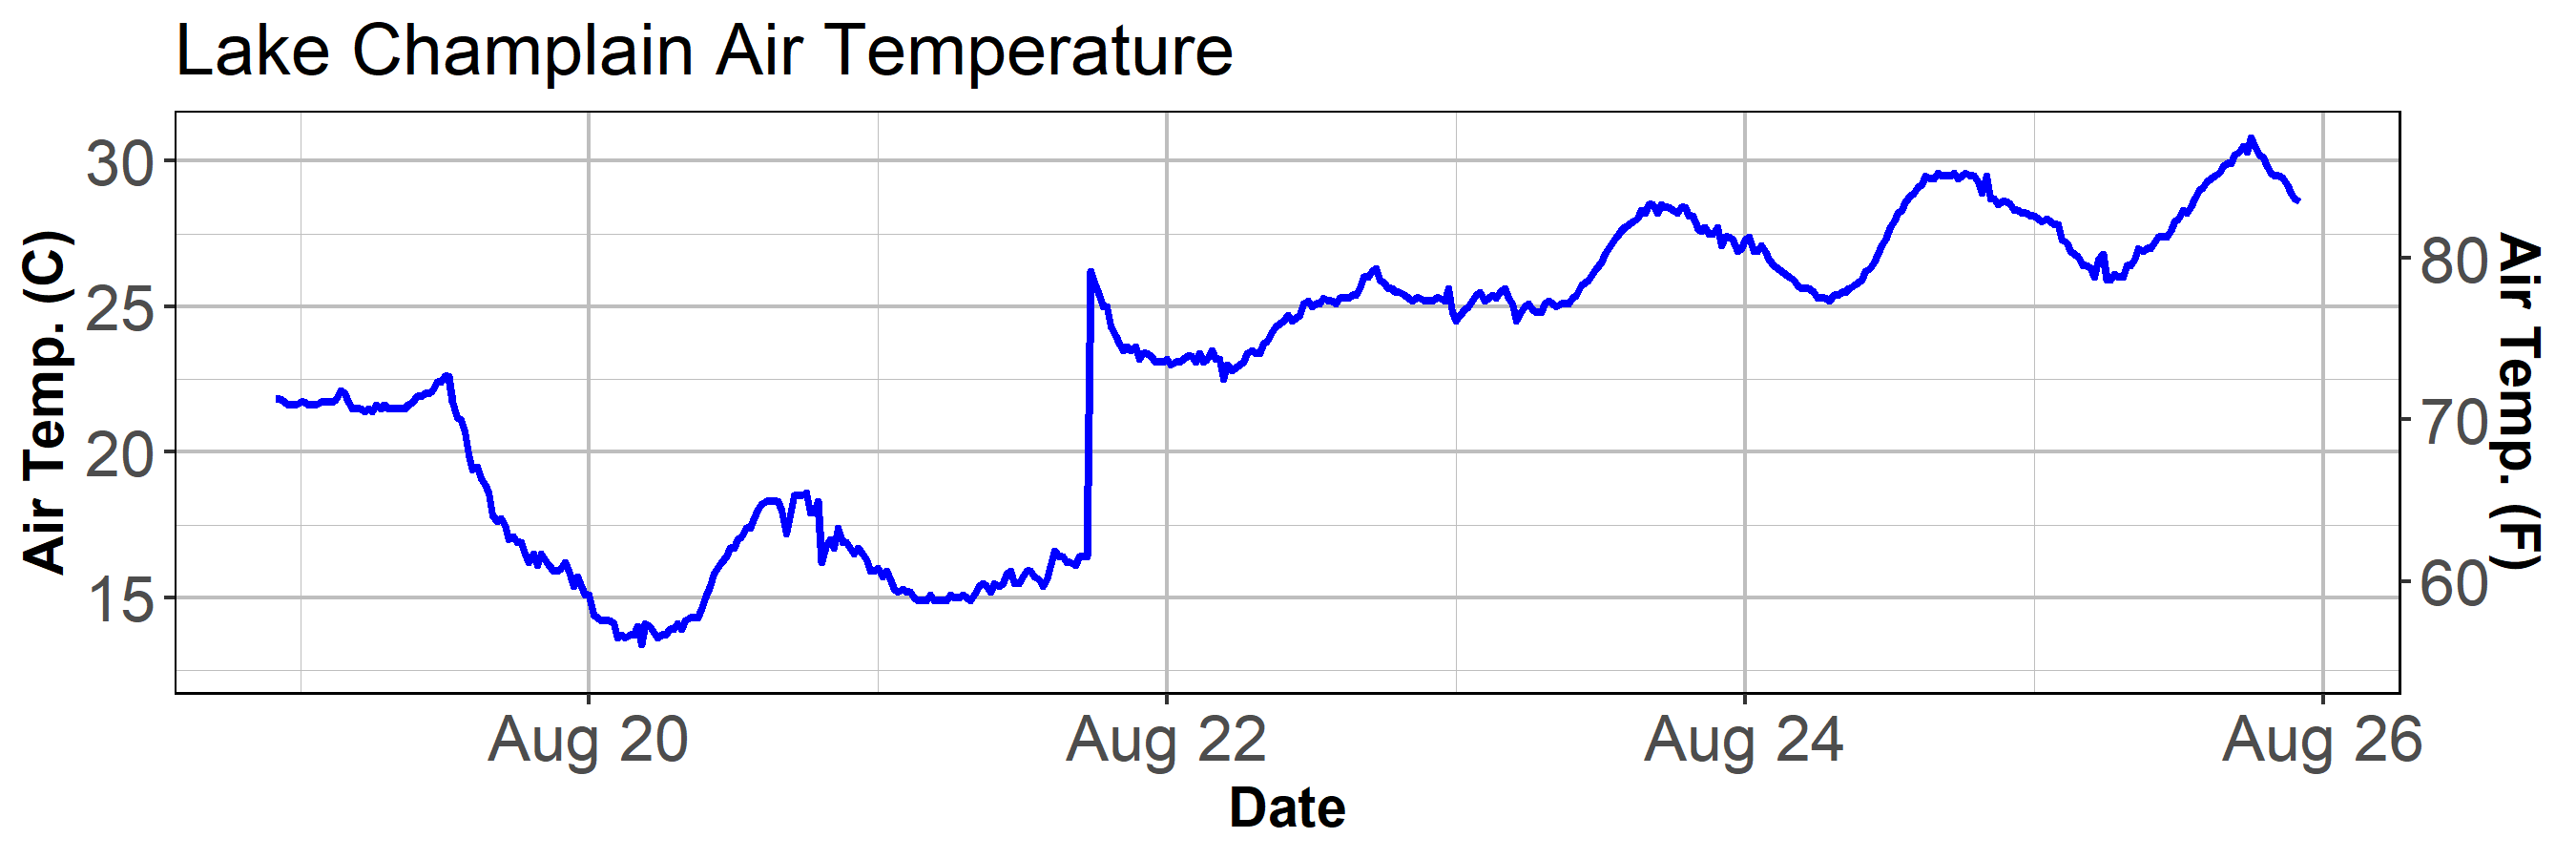 Lake Champlain Air Temperature
Air Temp. (C)
30
25
20
15
80
70
60
Air Temp. (F)
Aug 20 Aug 22 Aug 24 Aug 26
Date